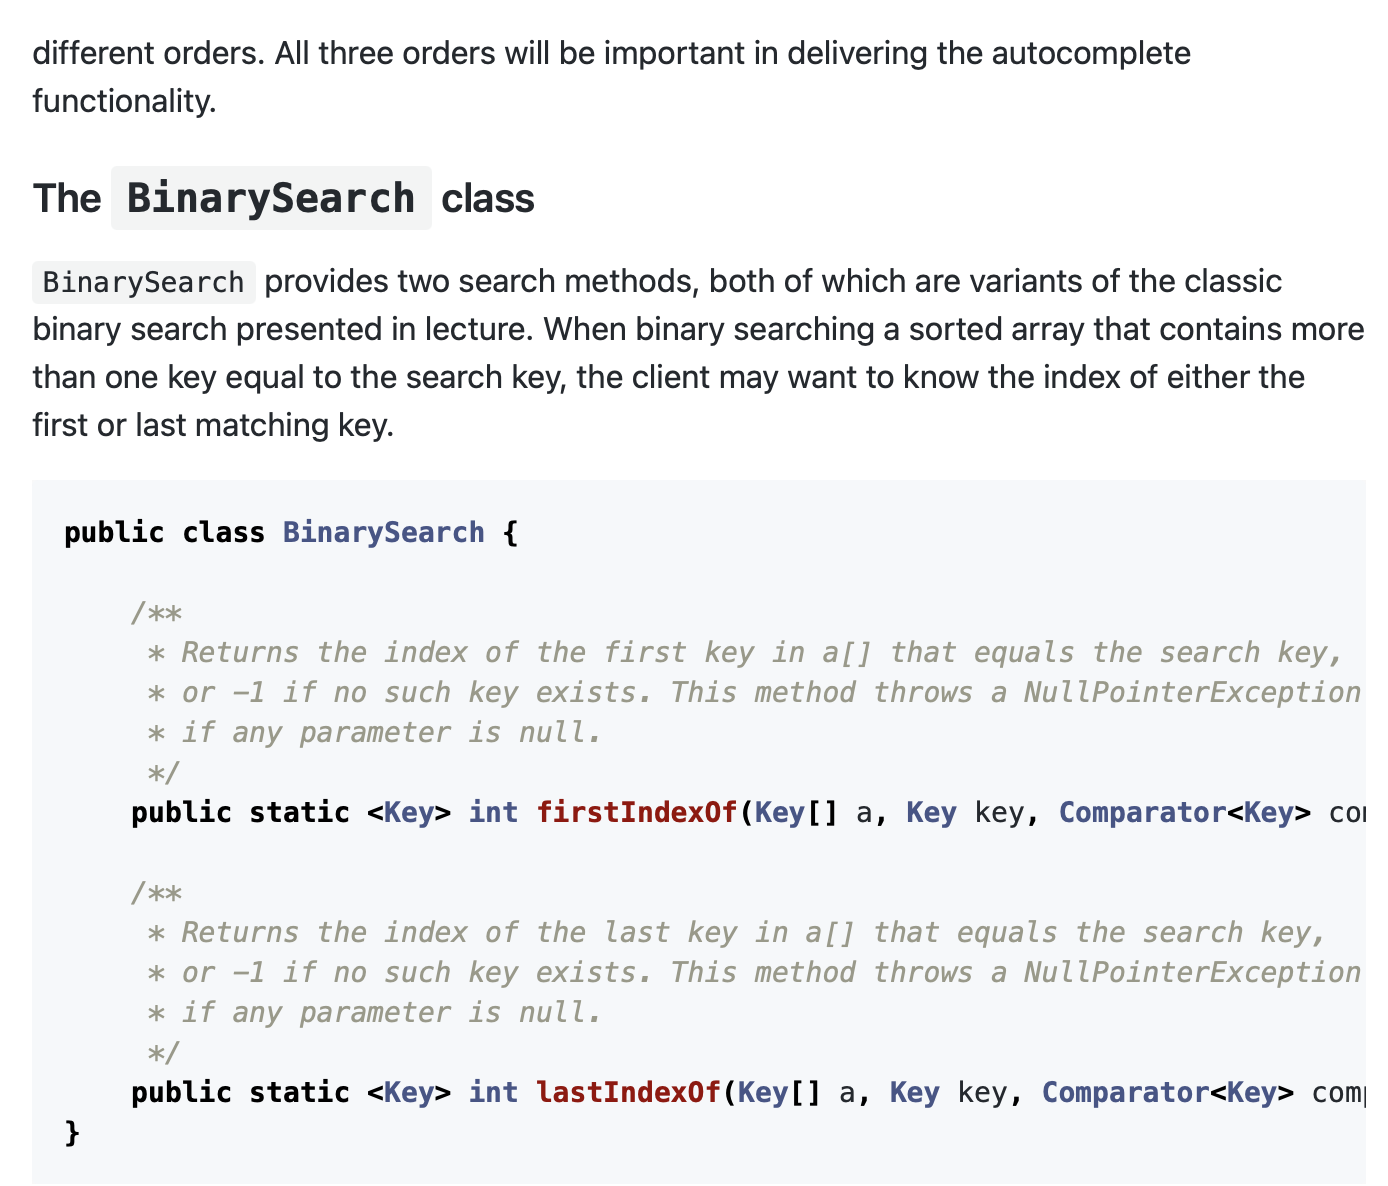 different orders. All three orders will be important in delivering the autocomplete
functionality.
The BinarySearch class
BinarySearch provides two search methods, both of which are variants of the classic
binary search presented in lecture. When binary searching a sorted array that contains more
than one key equal to the search key, the client may want to know the index of either the
first or last matching key.
public class BinarySearch {
/**
* Returns the index of the first key in a[] that equals the search key,
* or -1 if no such key exists. This method throws a NullPointerException
* if any parameter is null.
*/
public static <Key> int firstIndexOf(Key[] a, Key key, Comparator<Key>
/**
* Returns the index of the last key in a[] that equals the search key,
* or -1 if no such key exists. This method throws a NullPointerException
* if any parameter is null.
*/
public static <Key> int lastIndexOf(Key[] a, Key key, Comparator<Key>
}